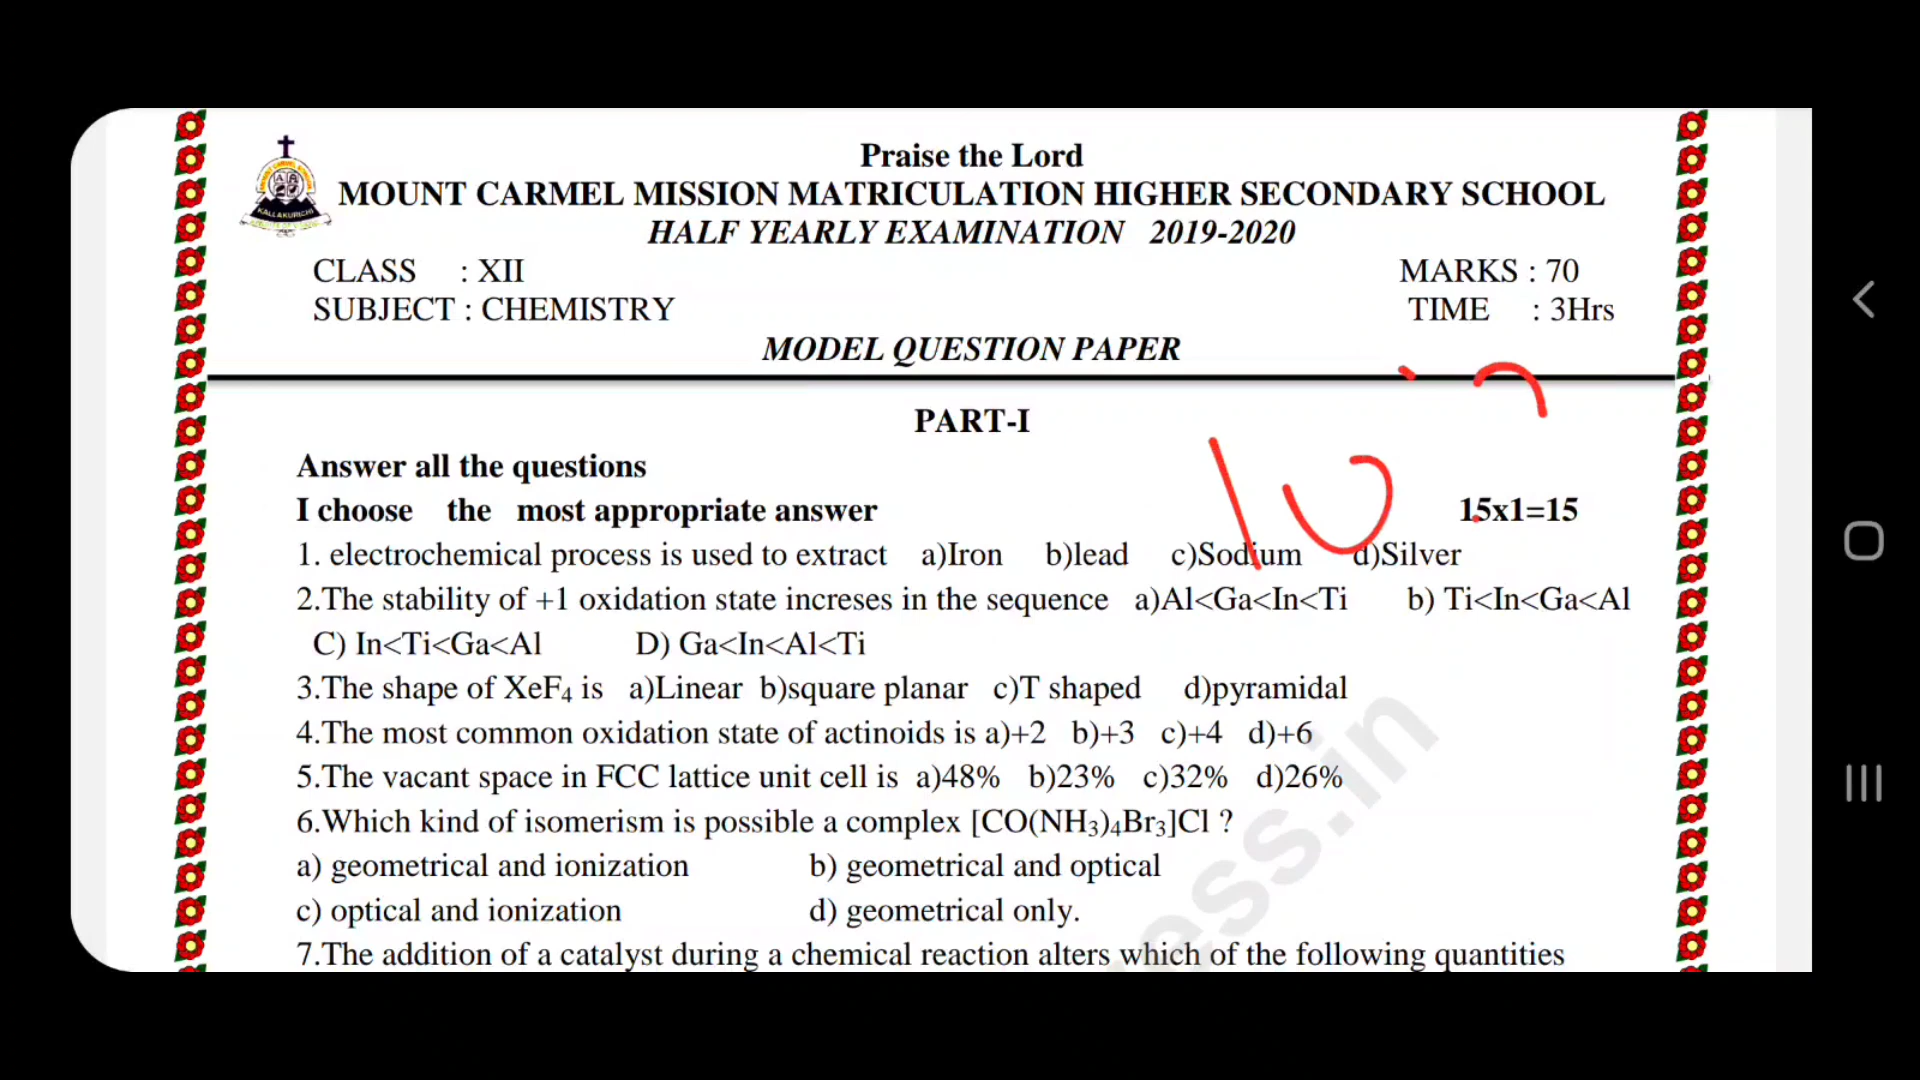 Praise the Lord
MOUNT CARMEL MISSION MATRICULATION HIGHER SECONDARY SCHOOL
HALF YEARLY EXAMINATION 2019-2020
CLASS : XII MARKS : 70
SUBJECT : CHEMISTRY TIME : 3Hrs
MODEL QUESTION PAPER
PART-I
Answer all the questions
I choose the most appropriate answer 15x1=15
1. electrochemical process is used to extract a)Iron b)lead c)Sodium d)Silver
2.The stability of +1 oxidation state increses in the sequence a)Al<Ga<In<Ti b) Ti<In<Ga<Al
C) In<Ti<Ga<Al D) Ga<In<Al<Ti
3.The shape of XeF₄ is a)Linear b)square planar c)T shaped d)pyramidal
4.The most common oxidation state of actinoids is a)+2 b)+3 c)+4 d)+6
5.The vacant space in FCC lattice unit cell is a)48% b)23% c)32% d)26%
6.Which kind of isomerism is possible a complex [CO(NH₃)₄Br₃]Cl ?
a) geometrical and ionization b) geometrical and optical
c) optical and ionization d) geometrical only.
7.The addition of a catalyst during a chemical reaction alters which of the following quantities
KALLAKURICHI
ess.in